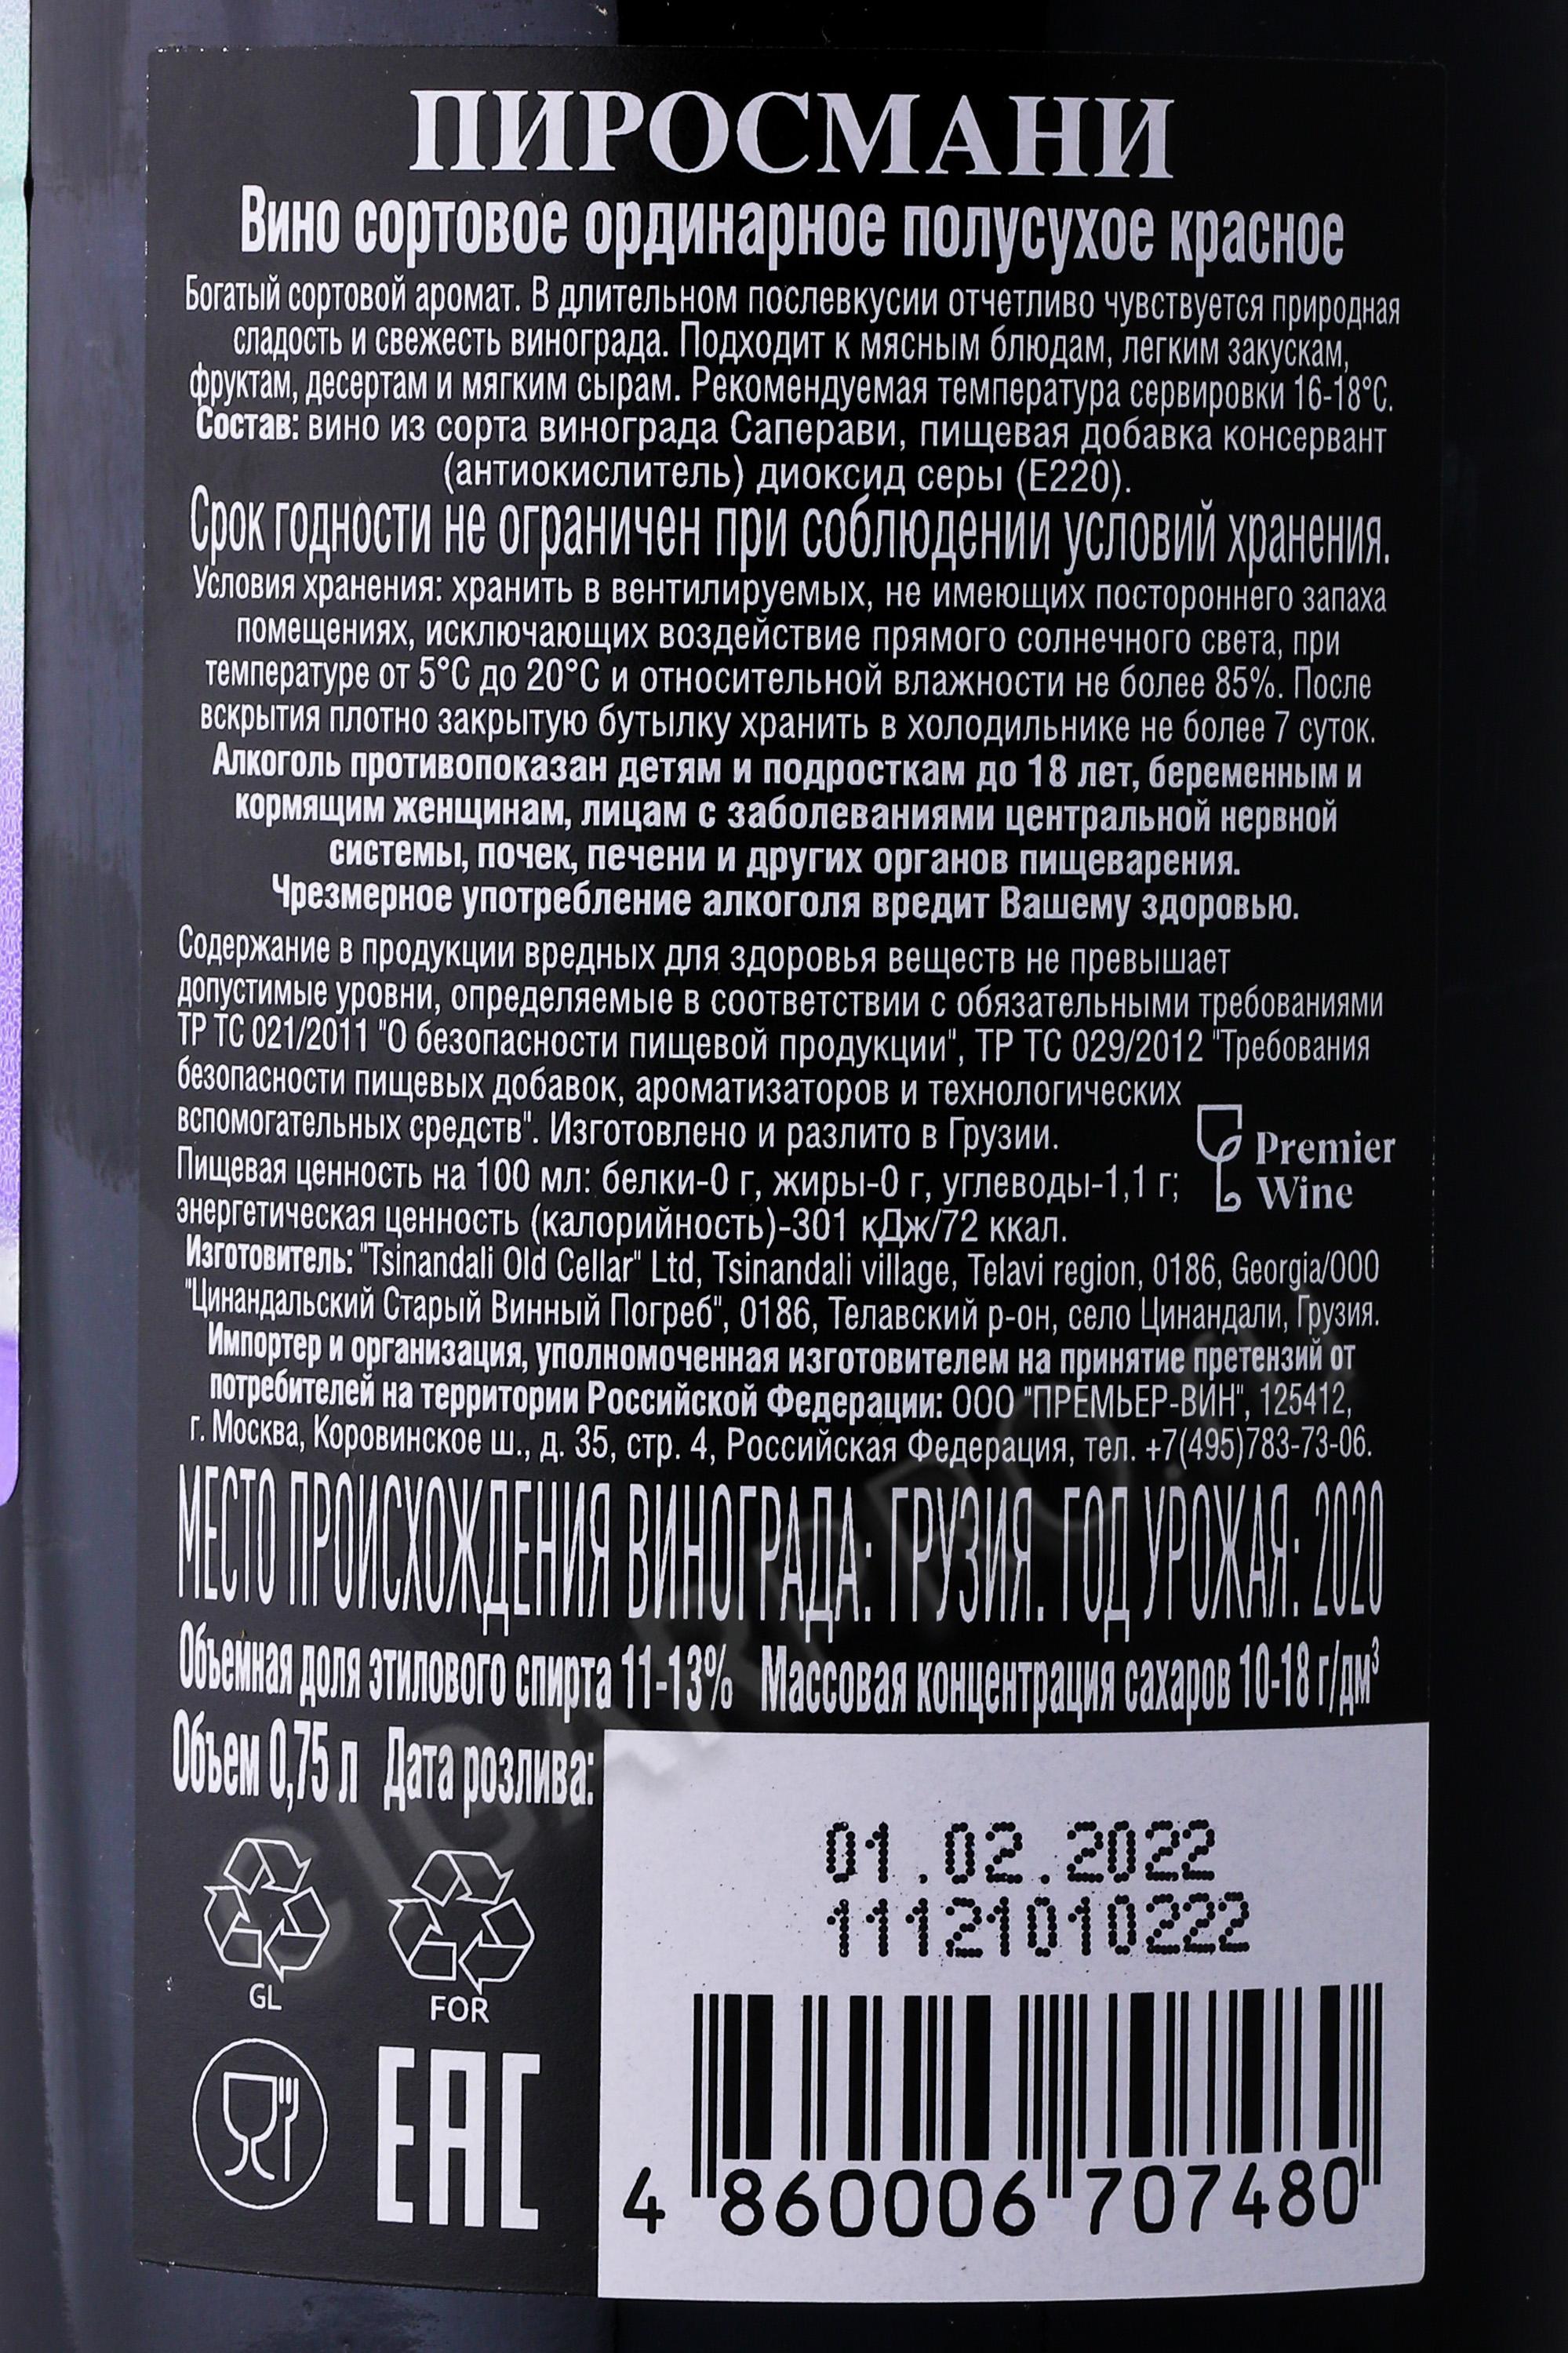 ПИРОСМАНИ
Вино сортовое ординарное полусухое красное
Богатый сортовой аромат. В длительном послевкусии отчетливо чувствуется природная
сладость и свежесть винограда. Подходит к мясным блюдам, легким закускам,
фруктам, десертам и мягким сырам. Рекомендуемая температура сервировки 16-18°С.
Состав: вино из сорта винограда Саперави, пищевая добавка консервант
(антиокислитель) диоксид серы (Е220).
Срок годности не ограничен при соблюдении условий хранения.
Условия хранения: хранить в вентилируемых, не имеющих постороннего запаха
помещениях, исключающих воздействие прямого солнечного света, при
температуре от 5°С до 20°С и относительной влажности не более 85%. После
вскрытия плотно закрытую бутылку хранить в холодильнике не более 7 суток.
Алкоголь противопоказан детям и подросткам до 18 лет, беременным и
кормящим женщинам, лицам с заболеваниями центральной нервной
системы, почек, печени и других органов пищеварения.
Чрезмерное употребление алкоголя вредит Вашему здоровью.
Содержание в продукции вредных для здоровья веществ не превышает
допустимые уровни, определяемые в соответствии с обязательными требованиями
ТР ТС 021/2011 "О безопасности пищевой продукции", ТР ТС 029/2012 "Требования
безопасности пищевых добавок, ароматизаторов и технологических
вспомогательных средств". Изготовлено и разлито в Грузии.
Пищевая ценность на 100 мл: белки-0 г, жиры-0 г, углеводы-1,1 г;
энергетическая ценность (калорийность)-301 кДж/72 ккал.
Premier
Wine
Изготовитель: "Tsinandali Old Cellar" Ltd, Tsinandali village, Telavi region, 0186, Georgia/ООО
"Цинандальский Старый Винный Погреб", 0186, Телавский р-он, село Цинандали, Грузия.
Импортер и организация, уполномоченная изготовителем на принятие претензий от
потребителей на территории Российской Федерации: ООО "ПРЕМЬЕР-ВИН", 125412,
г. Москва, Коровинское ш., д. 35, стр. 4, Российская Федерация, тел. +7(495)783-73-06.
МЕСТО ПРОИСХОЖДЕНИЯ ВИНОГРАДА: ГРУЗИЯ. ГОД УРОЖАЯ: 2020
Объемная доля этилового спирта 11-13% Массовая концентрация сахаров 10-18 г/дм³
Объем 0,75 л Дата розлива:
01.02.2022
11121010222
GL
FOR
EAC
4 860006 707480
CIGARPRO.RU